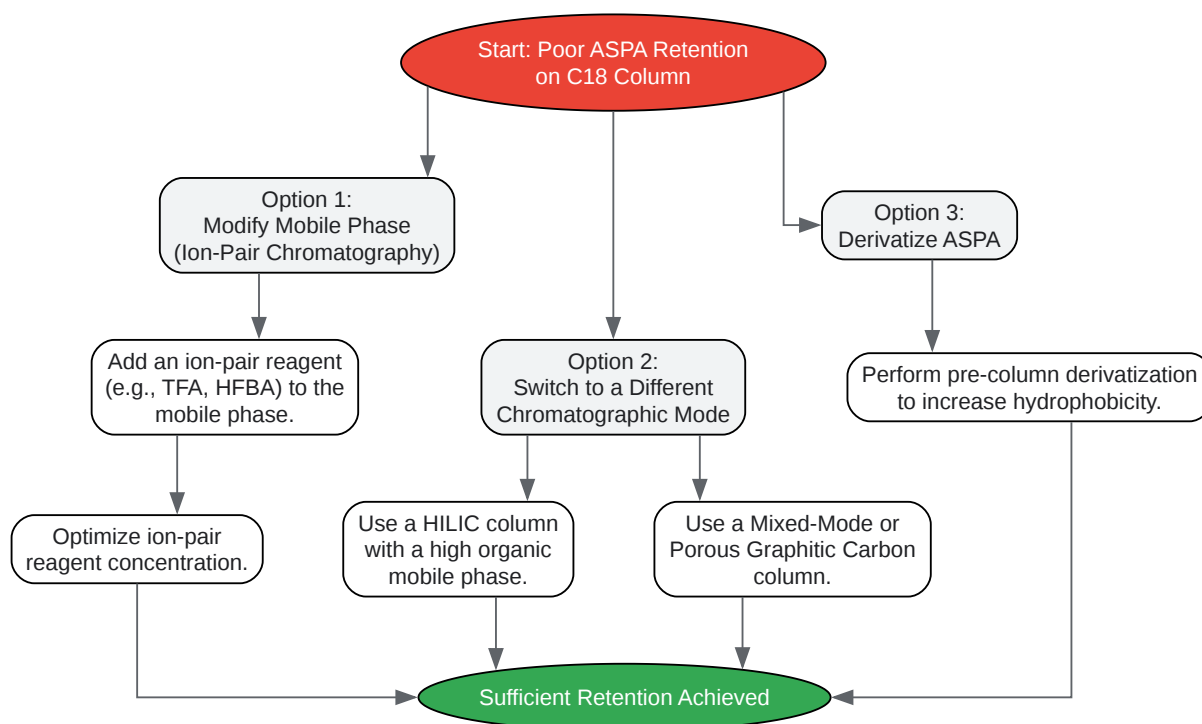 Start: Poor ASPA Retention
on C18 Column
Option 1:
Modify Mobile Phase
(Ion-Pair Chromatography)
Option 3:
Derivatize ASPA
Add an ion-pair reagent
(e.g., TFA, HFBA) to the
mobile phase.
Option 2:
Switch to a Different
Chromatographic Mode
Perform pre-column derivatization
to increase hydrophobicity.
Optimize ion-pair
reagent concentration.
Use a HILIC column
with a high organic
mobile phase.
Use a Mixed-Mode or
Porous Graphitic Carbon
column.
Sufficient Retention Achieved